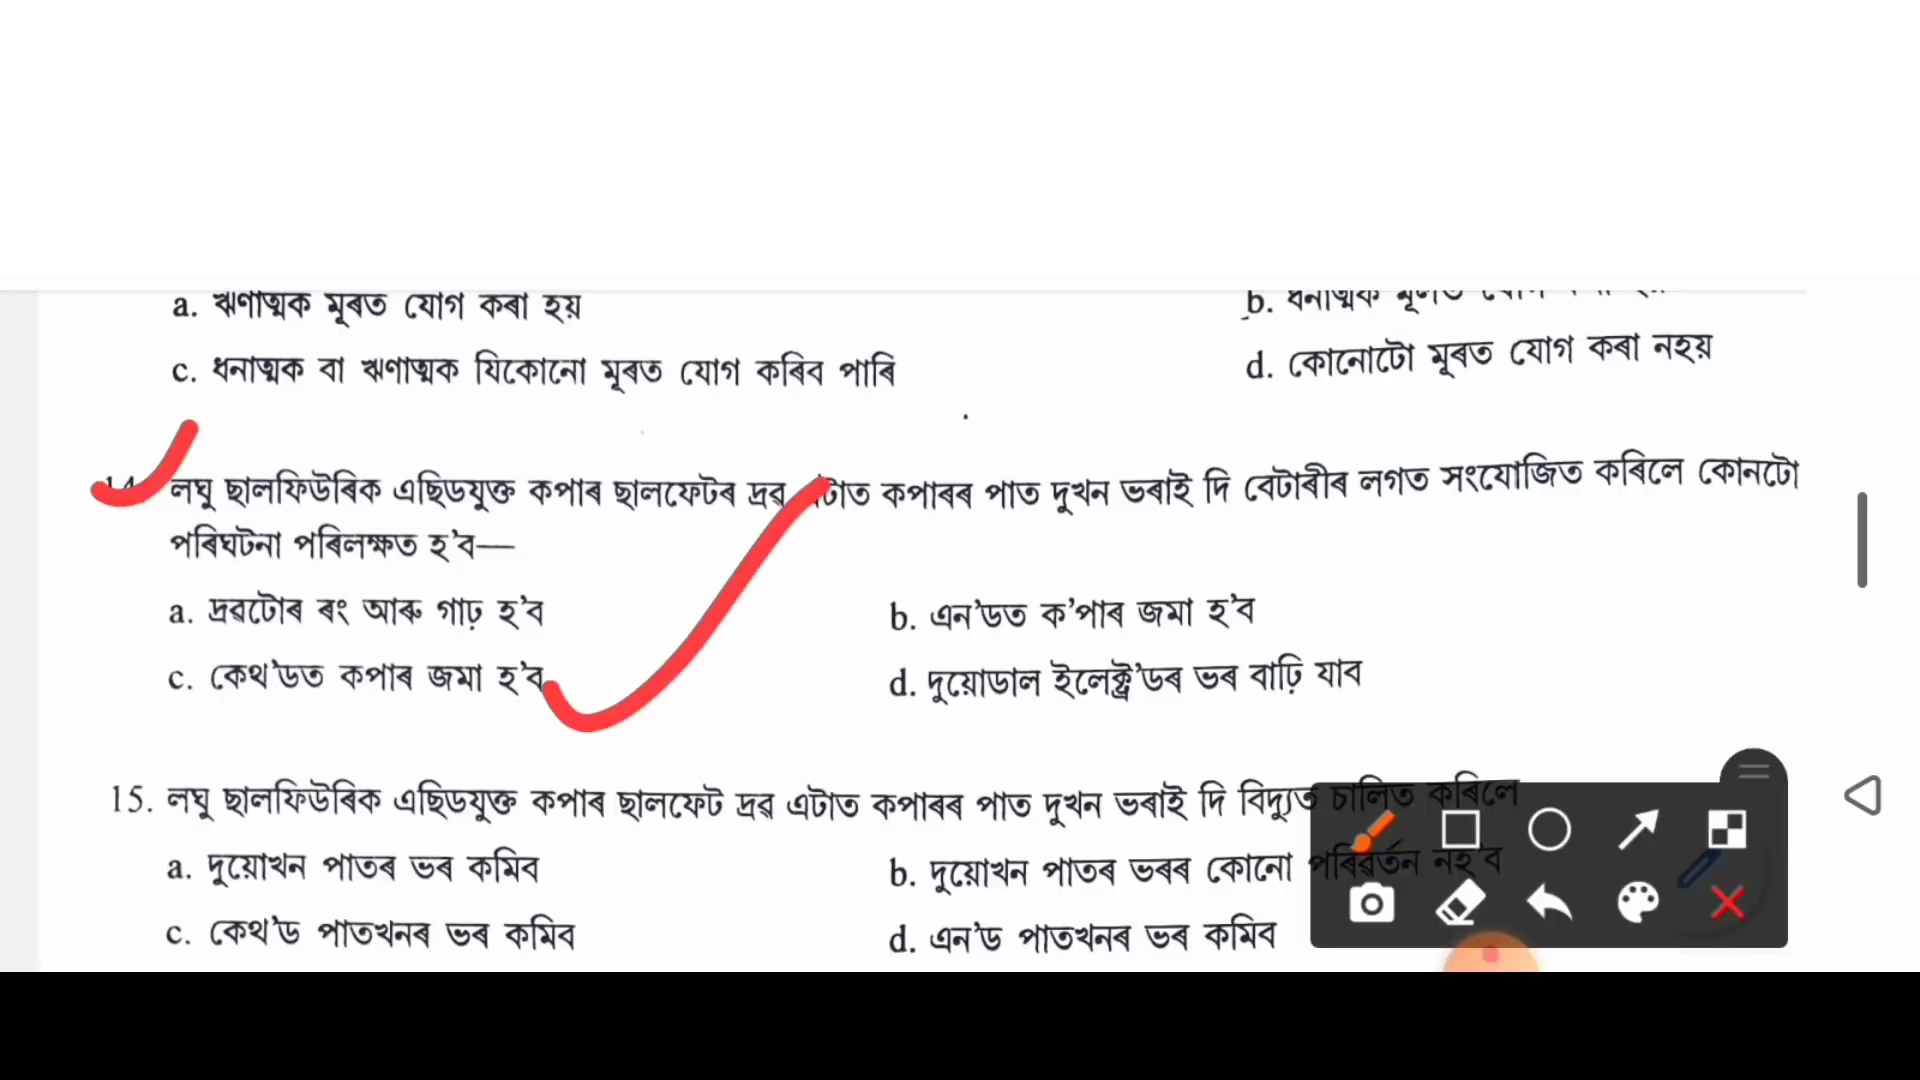 a. ঋণাত্মক মূৰত যোগ কৰা হয়
b. ধনাত্মক
c. ধনাত্মক বা ঋণাত্মক যিকোনো মূৰত যোগ কৰিব পাৰি
d. কোনোটো মূৰত যোগ কৰা নহয়
লঘু ছালফিউৰিক এছিডযুক্ত কপাৰ ছালফেটৰ দ্ৰৱ এটাত কপাৰৰ পাত দুখন ভৰাই দি বেটাৰীৰ লগত সংযোজিত কৰিলে কোনটো
পৰিঘটনা পৰিলক্ষত হ’ব—
a. দ্ৰৱটোৰ ৰং আৰু গাঢ় হ’ব
b. এন’ডত ক’পাৰ জমা হ’ব
c. কেথ’ডত কপাৰ জমা হ’ব
d. দুয়োডাল ইলেক্ট্ৰ’ডৰ ভৰ বাঢ়ি যাব
15. লঘু ছালফিউৰিক এছিডযুক্ত কপাৰ ছালফেট দ্ৰৱ এটাত কপাৰৰ পাত দুখন ভৰাই দি বিদ্যুত চালিত কৰিলে
a. দুয়োখন পাতৰ ভৰ কমিব
b. দুয়োখন পাতৰ ভৰৰ কোনো পৰিৱৰ্তন নহ’ব
c. কেথ’ড পাতখনৰ ভৰ কমিব
d. এন’ড পাতখনৰ ভৰ কমিব